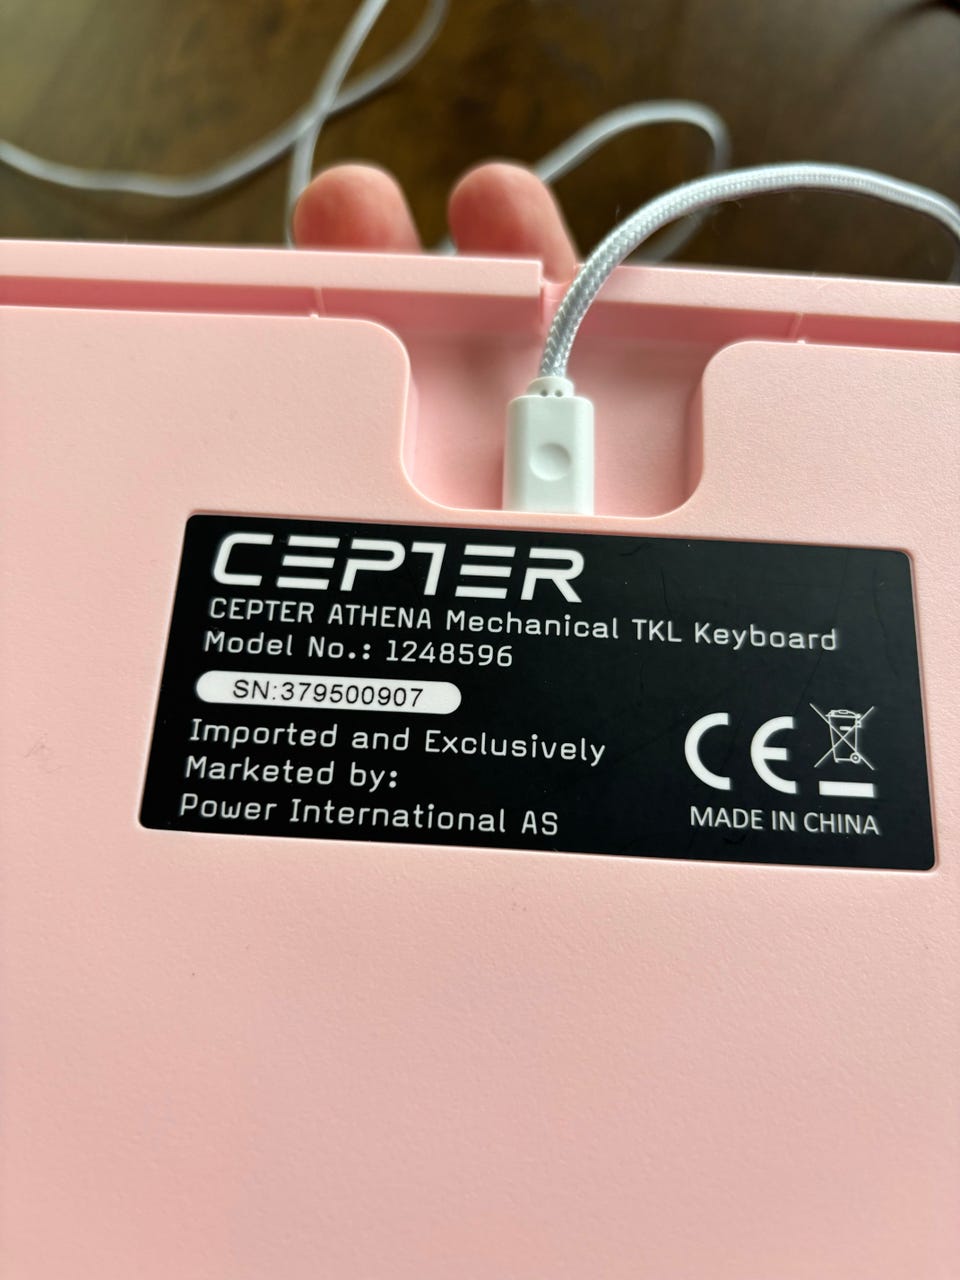 CEPTER
CEPTER ATHENA Mechanical TKL Keyboard
Model No.: 1248596
SN:379500907
Imported and Exclusively
Marketed by:
Power International AS
CE
MADE IN CHINA